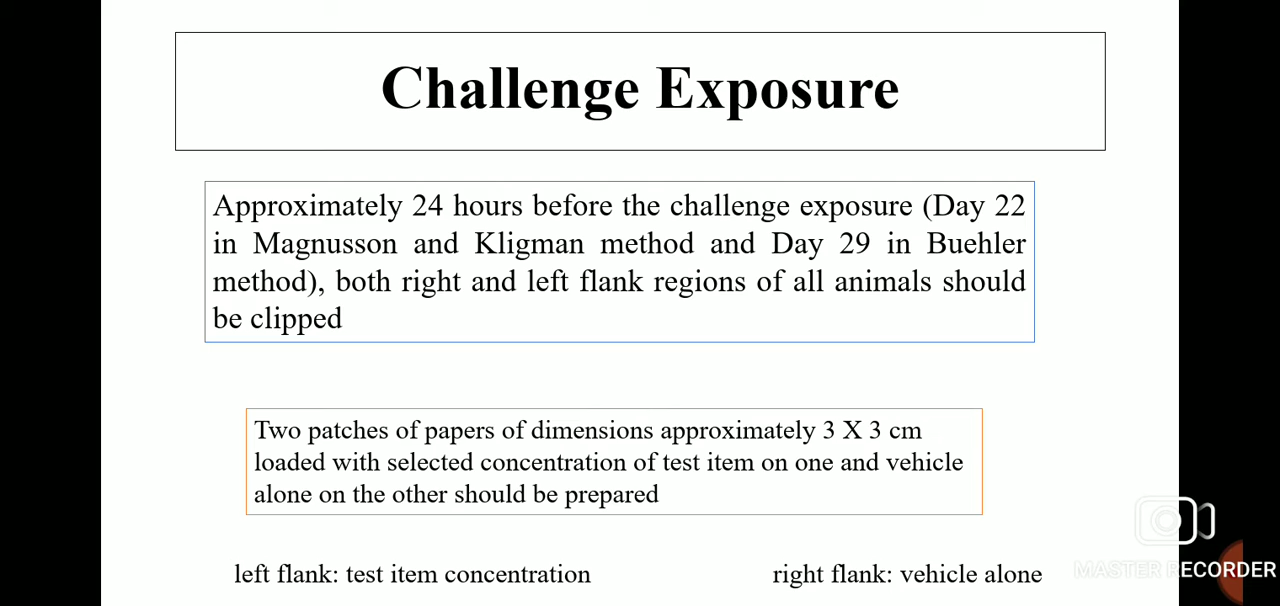 Challenge Exposure
Approximately 24 hours before the challenge exposure (Day 22
in Magnusson and Kligman method and Day 29 in Buehler
method), both right and left flank regions of all animals should
be clipped
Two patches of papers of dimensions approximately 3 X 3 cm
loaded with selected concentration of test item on one and vehicle
alone on the other should be prepared
left flank: test item concentration
right flank: vehicle alone
MASTER RECORDER